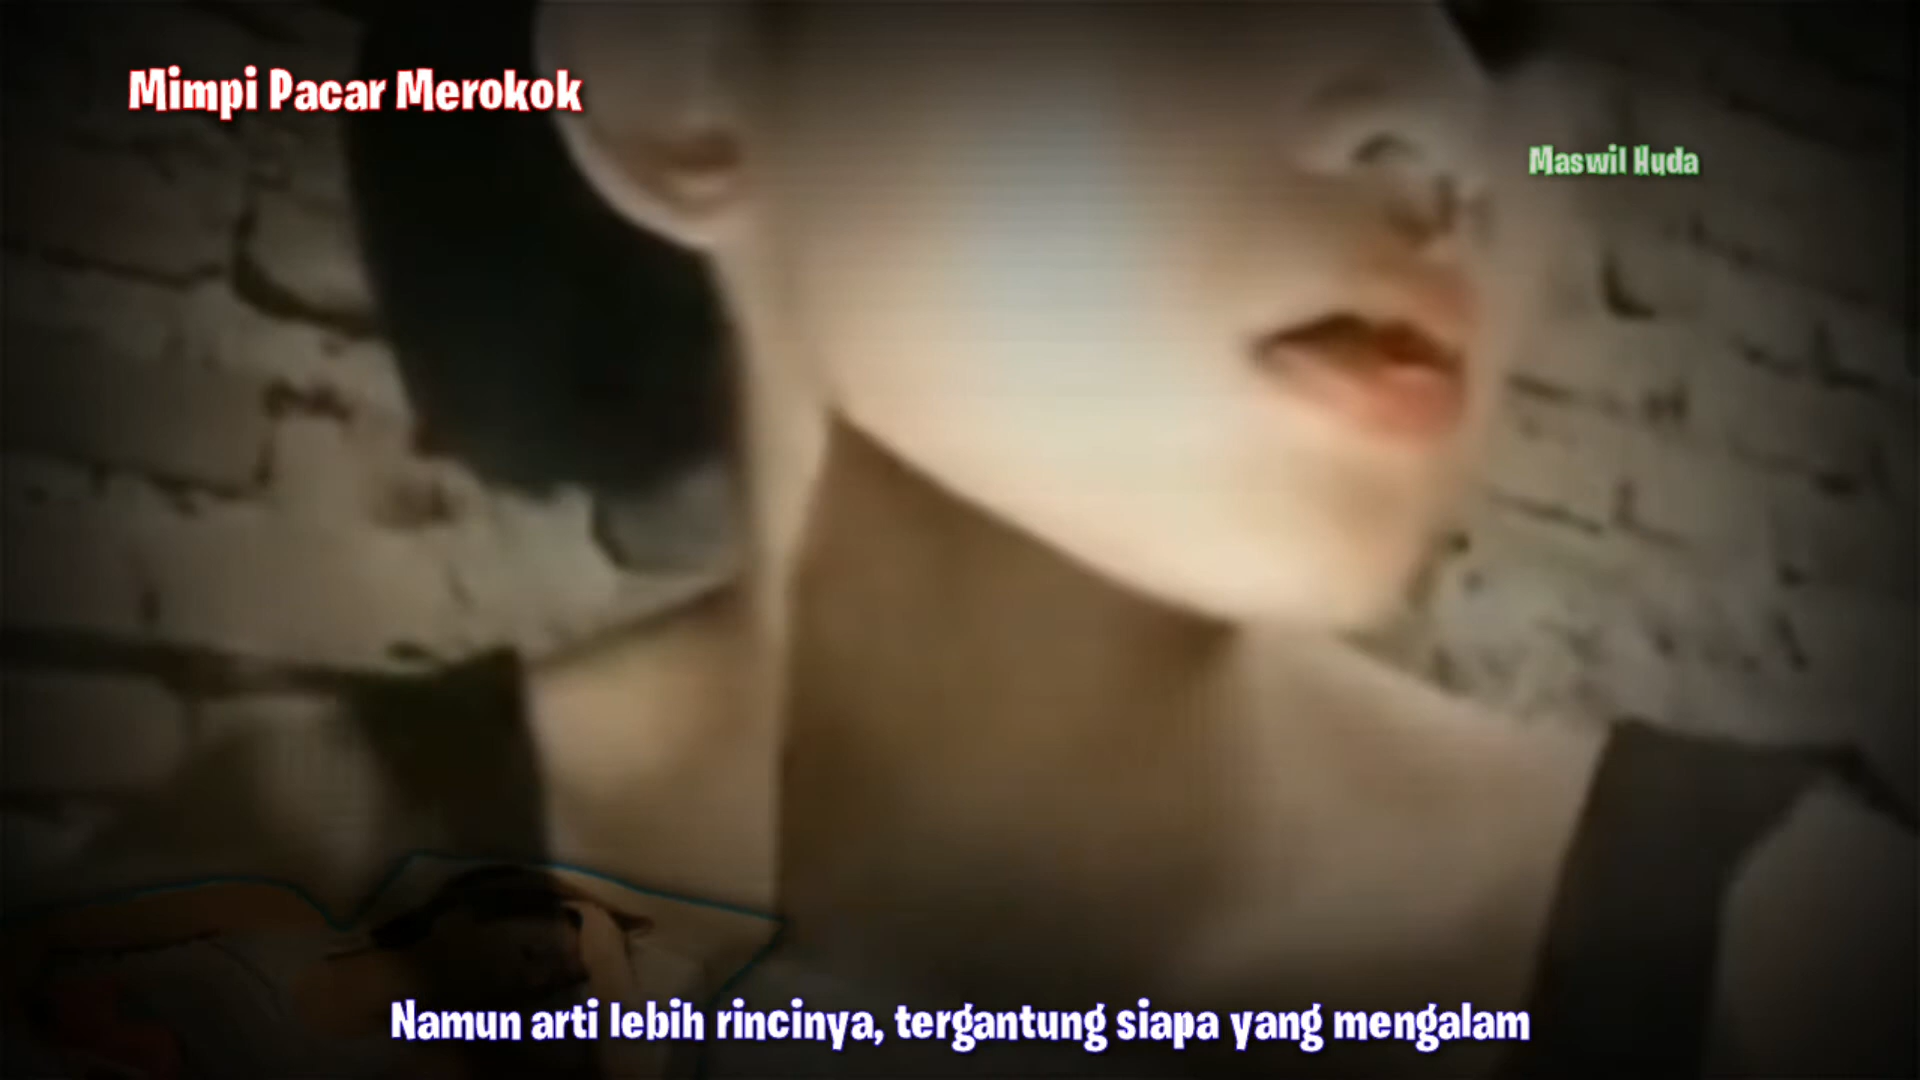 Mimpi Pacar Merokok
Maswil Huda
Namun arti lebih rincinya, tergantung siapa yang mengalam